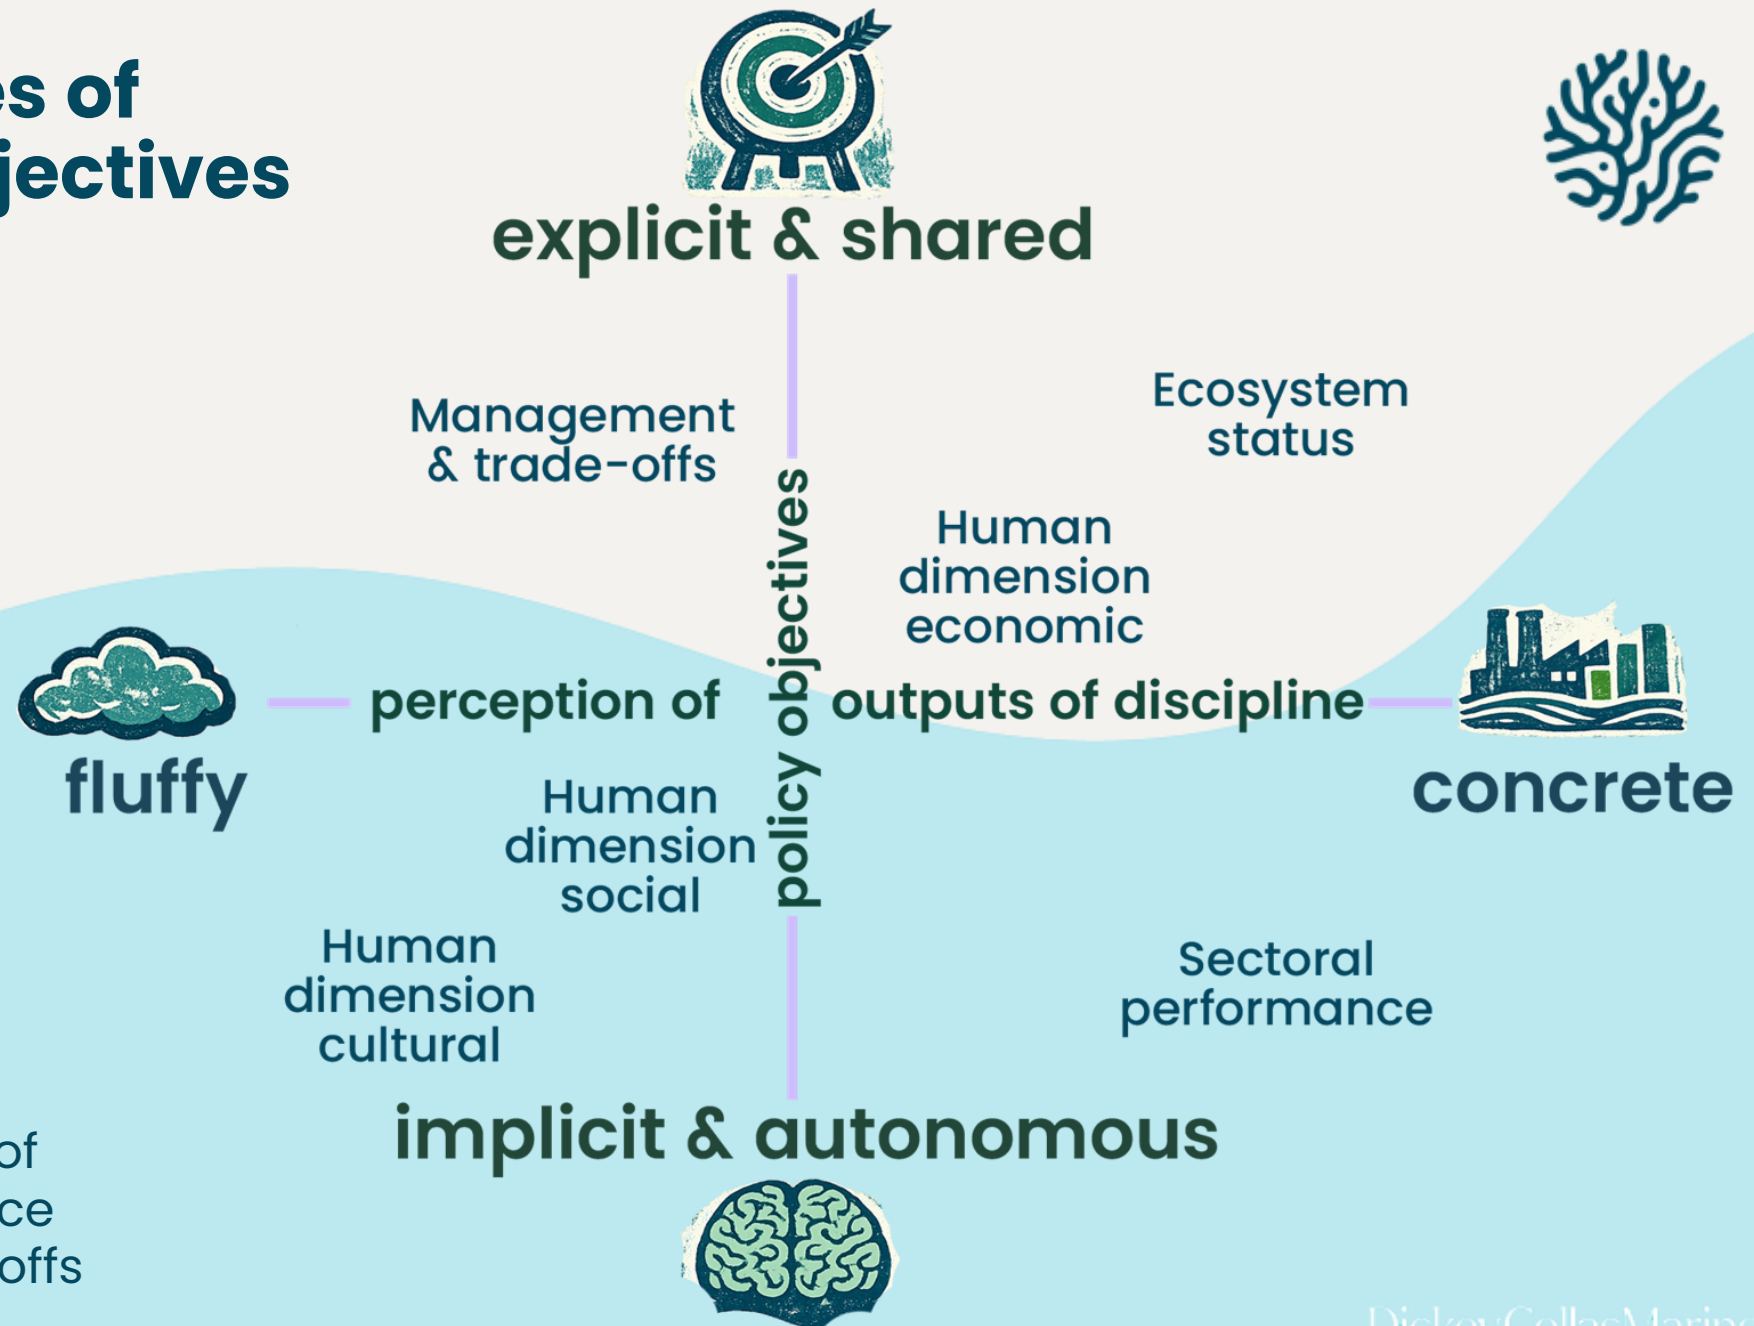 es of
jectives
explicit & shared
Management
& trade-offs
Ecosystem
status
Human
dimension
economic
policy objectives
perception of
outputs of discipline
fluffy
concrete
Human
dimension
social
Human
dimension
cultural
Sectoral
performance
implicit & autonomous
of
ce
offs
DickeyCollasMarine